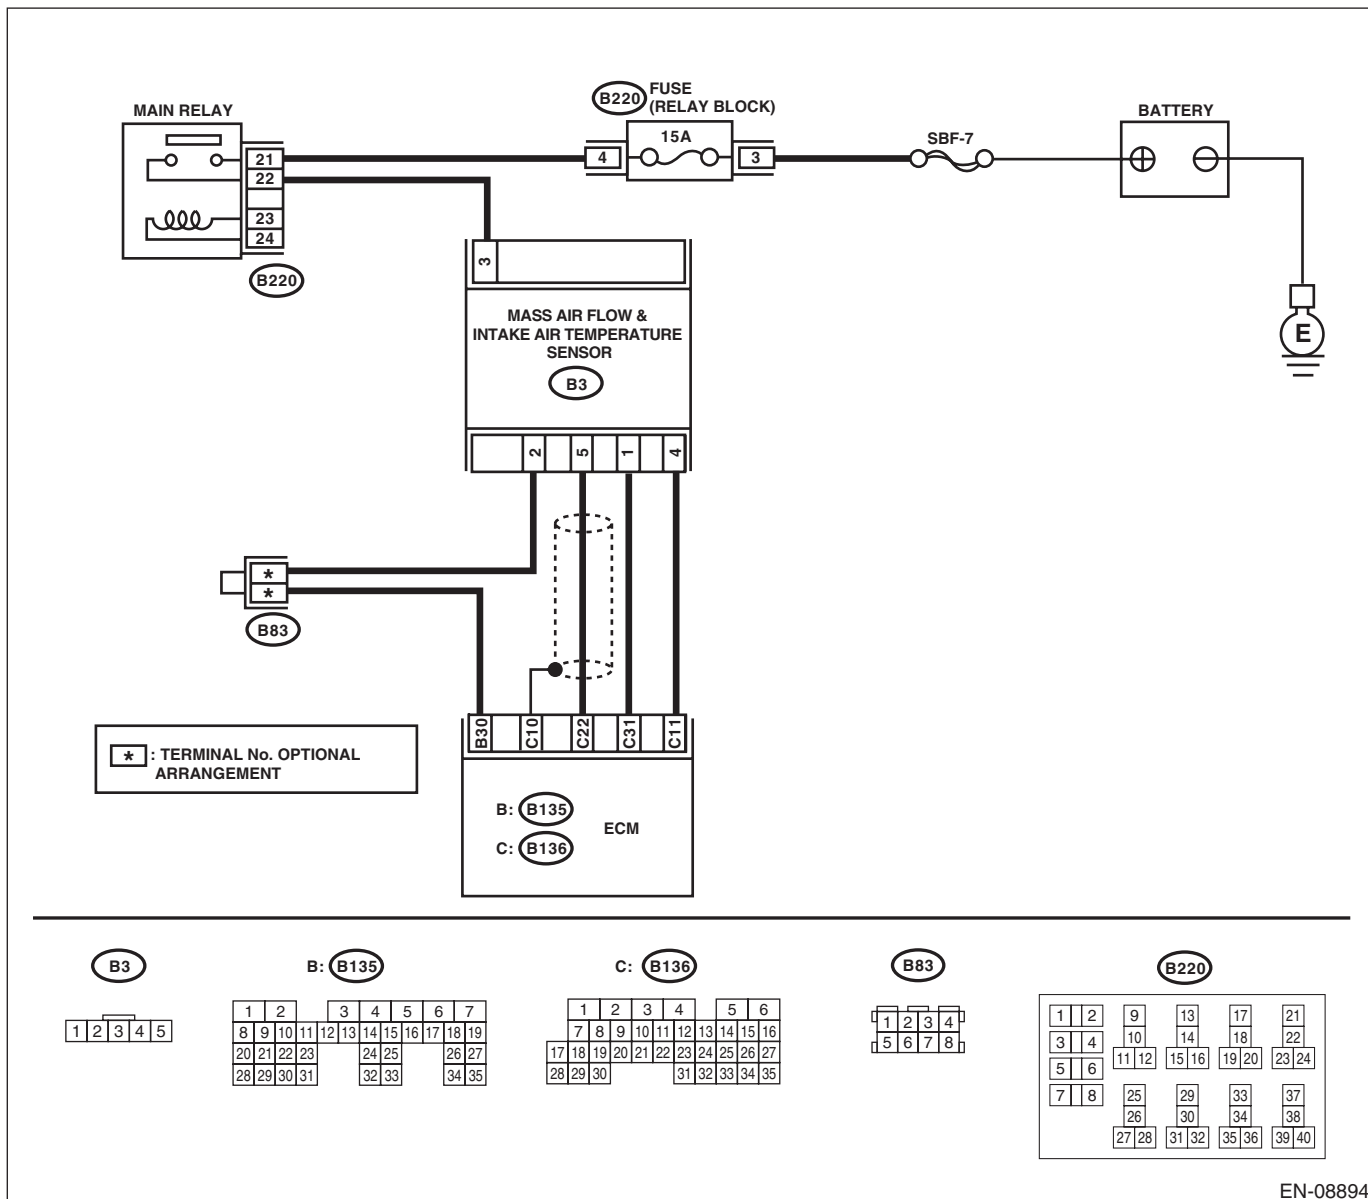 B220
FUSE
(RELAY BLOCK)
MAIN RELAY
BATTERY
15A
SBF-7
21
4
3
22
23
24
B220
3
MASS AIR FLOW &
INTAKE AIR TEMPERATURE
SENSOR
B3
E
2 5 1 4
*
*
B83
B30 C10 C22 C31 C11
* : TERMINAL No. OPTIONAL
ARRANGEMENT
B: B135
ECM
C: B136
B3
1 2 3 4 5
B: B135
1 2 3 4 5 6 7
8 9 10 11 12 13 14 15 16 17 18 19
20 21 22 23 24 25 26 27
28 29 30 31 32 33 34 35
C: B136
1 2 3 4 5 6
7 8 9 10 11 12 13 14 15 16
17 18 19 20 21 22 23 24 25 26 27
28 29 30 31 32 33 34 35
B83
1 2 3 4
5 6 7 8
B220
1 2 9 13 17 21
3 4 10 14 18 22
11 12 15 16 19 20 23 24
5 6
7 8 25 29 33 37
26 30 34 38
27 28 31 32 35 36 39 40
EN-08894